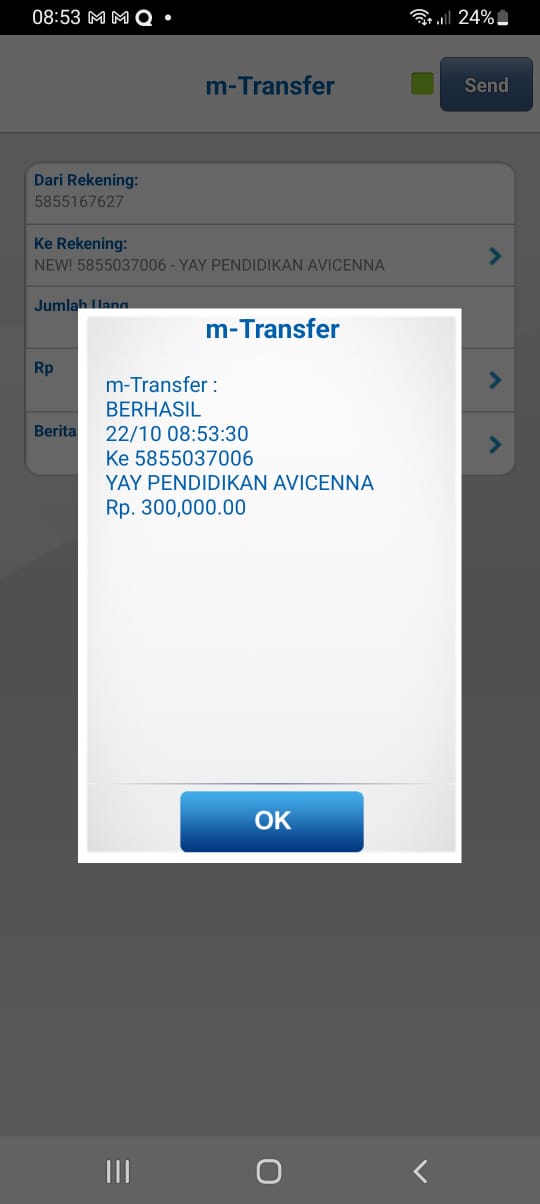 08:53 24%
m-Transfer Send
Dari Rekening:
5855167627
Ke Rekening:
NEW! 5855037006 - YAY PENDIDIKAN AVICENNA
Jumlah Uang
Rp
Berita
m-Transfer
m-Transfer :
BERHASIL
22/10 08:53:30
Ke 5855037006
YAY PENDIDIKAN AVICENNA
Rp. 300,000.00
OK